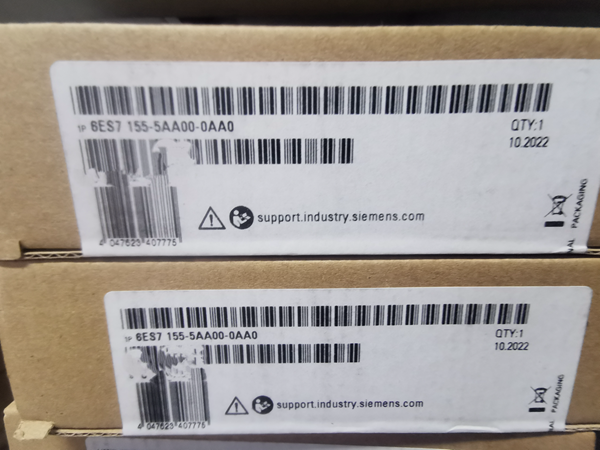 1P 6ES7 155-5AA00-0AA0
QTY:1
10.2022
support.industry.siemens.com
4 047623 407775
PACKAGING
1P 6ES7 155-5AA00-0AA0
QTY:1
10.2022
support.industry.siemens.com
4 047623 407775
PACKAGING